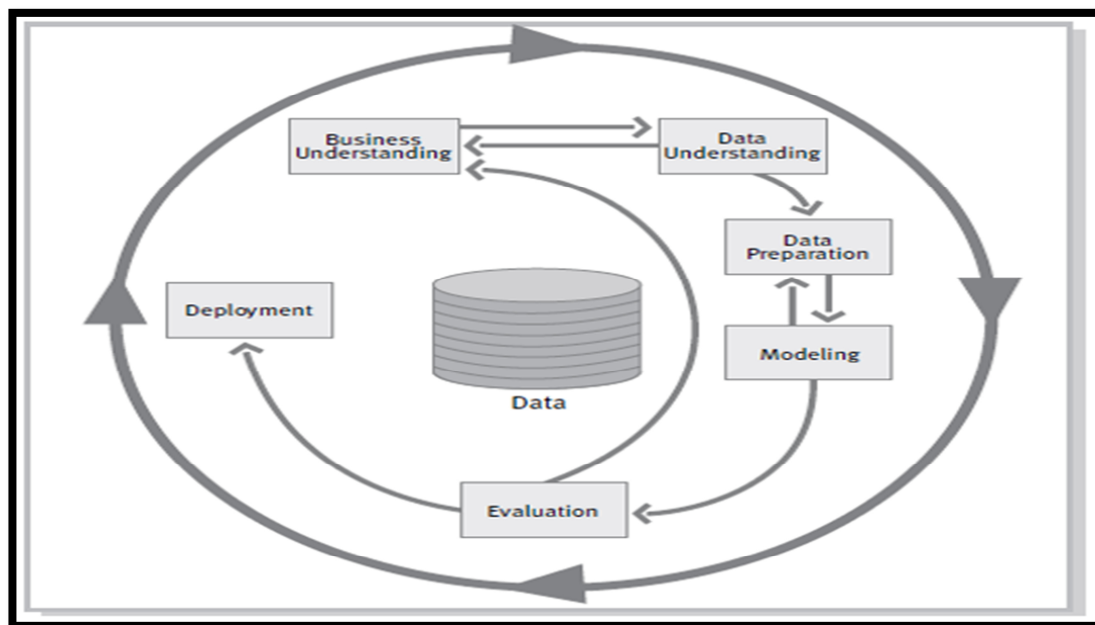 Business
Understanding
Data
Understanding
Data
Preparation
Deployment
Modeling
Data
Evaluation